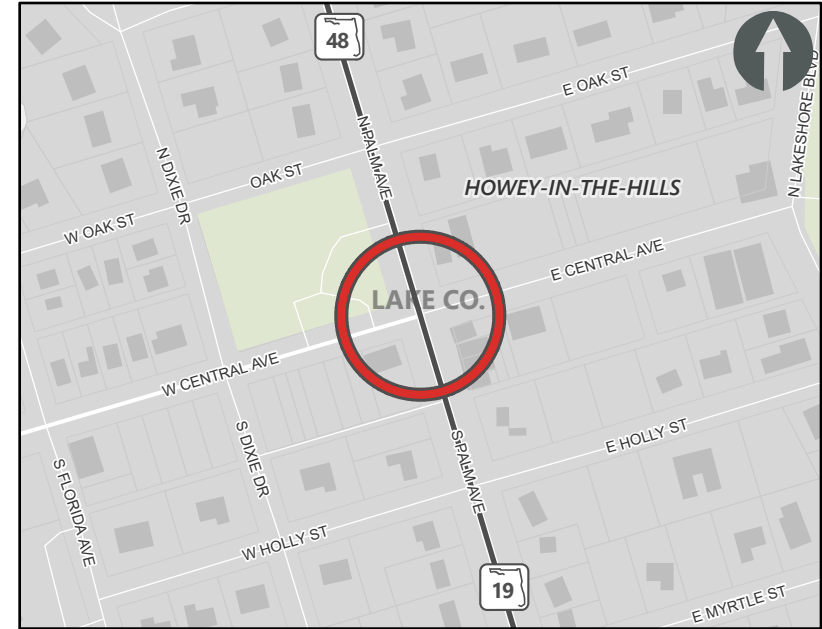 48
E OAK ST
N LAKESHORE BLVD
N PALM AVE
N DIXIE DR
OAK ST
HOWEY-IN-THE-HILLS
W OAK ST
E CENTRAL AVE
LAKE CO.
W CENTRAL AVE
S DIXIE DR
S PALM AVE
E HOLLY ST
S FLORIDA AVE
W HOLLY ST
19
E MYRTLE ST